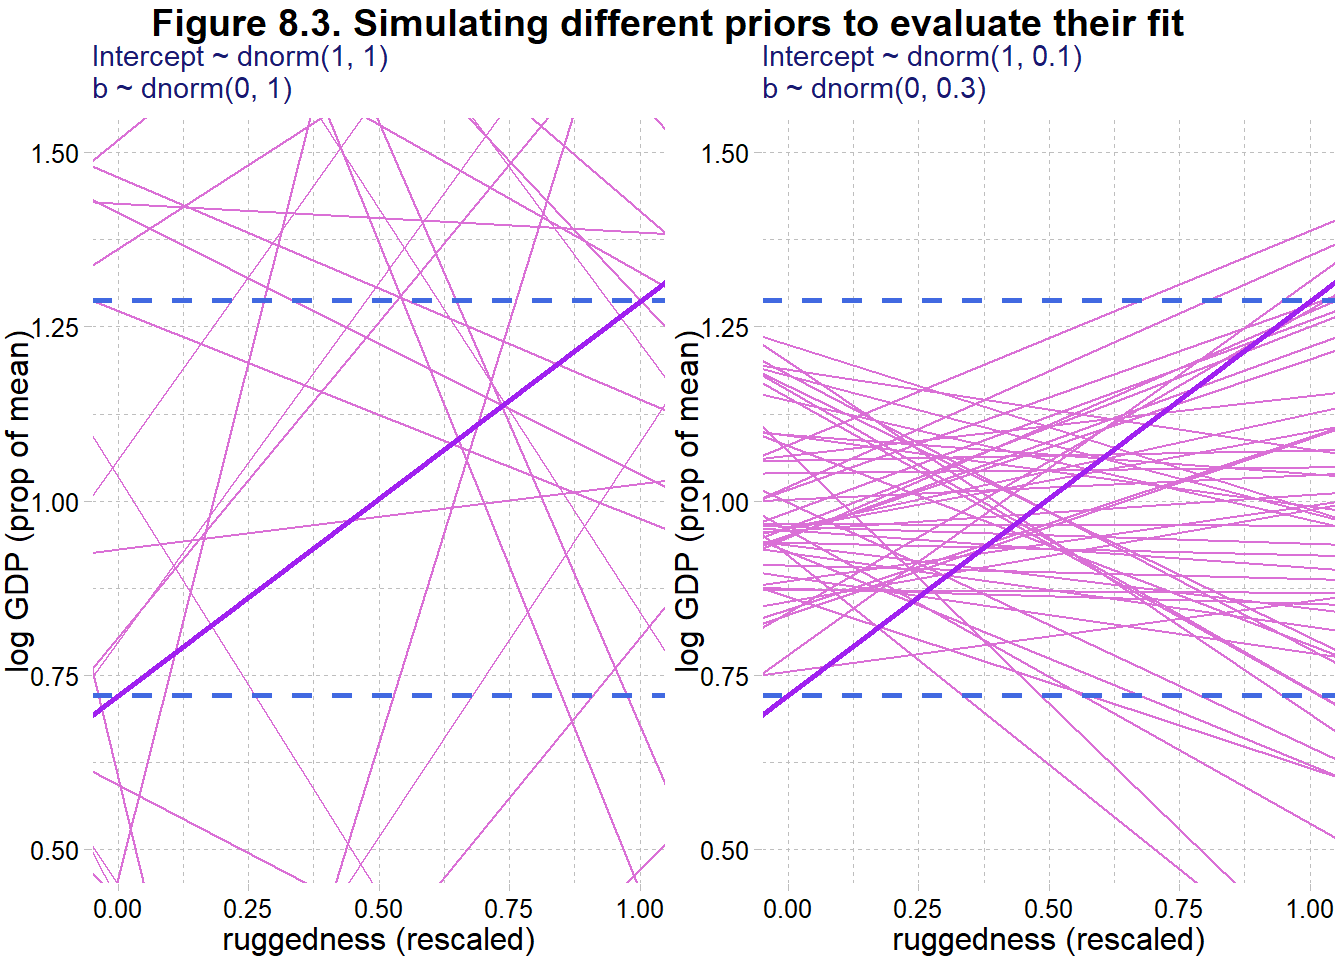 Figure 8.3. Simulating different priors to evaluate their fit
Intercept ~ dnorm(1, 1)
b ~ dnorm(0, 1)
log GDP (prop of mean)
1.50
1.25
1.00
0.75
0.50
0.00 0.25 0.50 0.75 1.00
ruggedness (rescaled)
Intercept ~ dnorm(1, 0.1)
b ~ dnorm(0, 0.3)
log GDP (prop of mean)
1.50
1.25
1.00
0.75
0.50
0.00 0.25 0.50 0.75 1.00
ruggedness (rescaled)